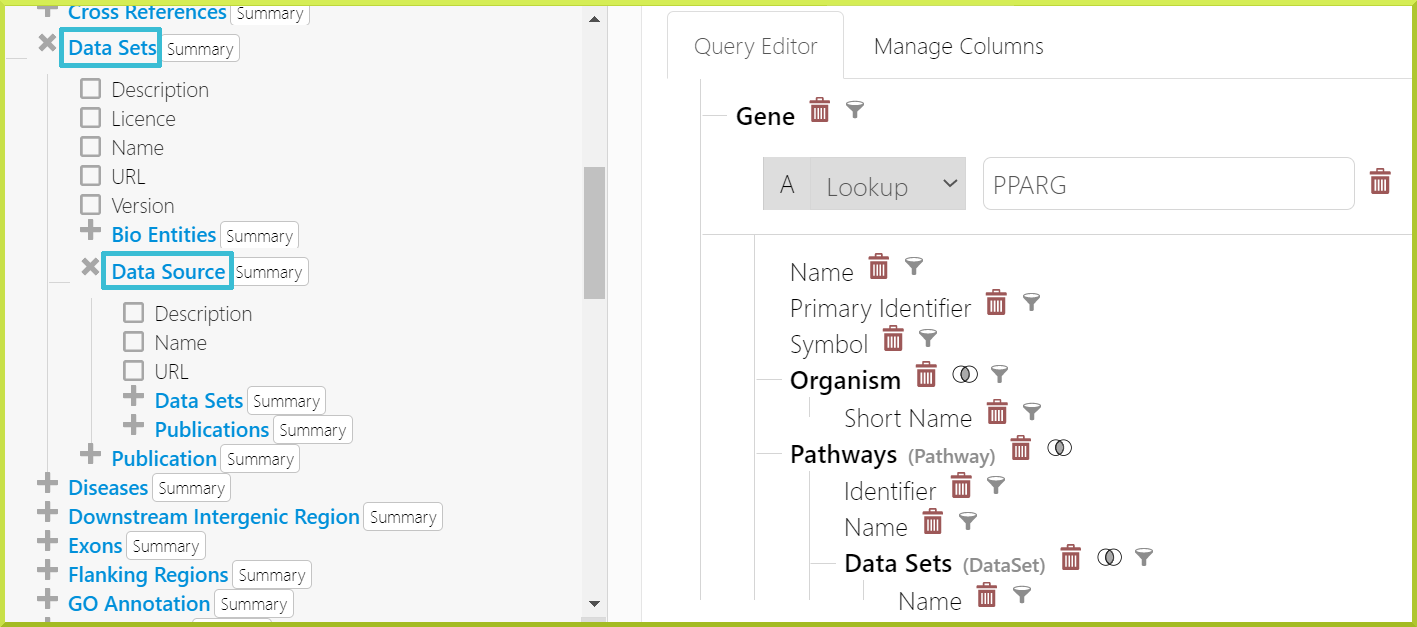 Cross References Summary
Data Sets Summary
Description
Licence
Name
URL
Version
Bio Entities Summary
Data Source Summary
Description
Name
URL
Data Sets Summary
Publications Summary
Publication Summary
Diseases Summary
Downstream Intergenic Region Summary
Exons Summary
Flanking Regions Summary
GO Annotation Summary
Query Editor Manage Columns
Gene
A Lookup PPARG
Name
Primary Identifier
Symbol
Organism
Short Name
Pathways (Pathway)
Identifier
Name
Data Sets (DataSet)
Name